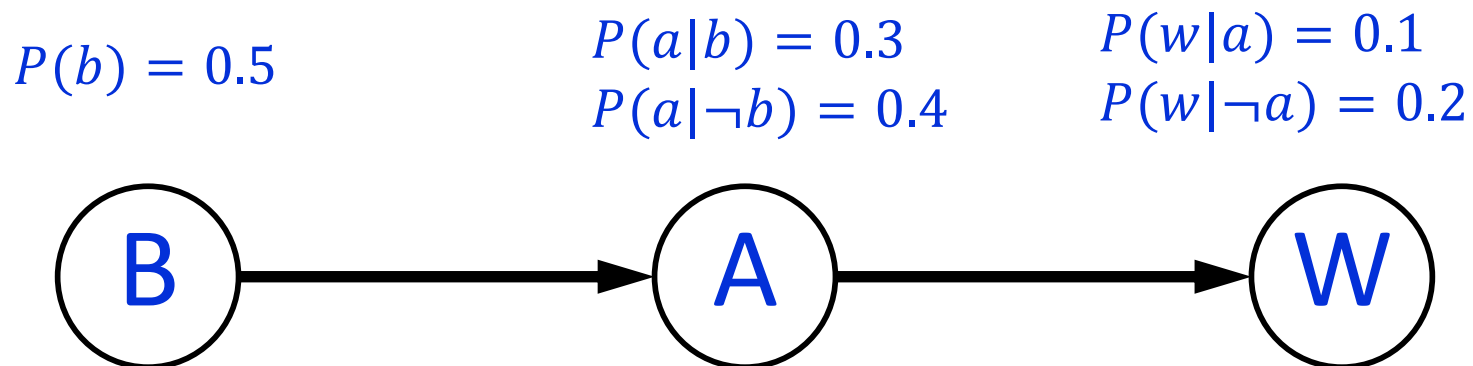 P(b) = 0.5
P(a|b) = 0.3
P(a|¬b) = 0.4
P(w|a) = 0.1
P(w|¬a) = 0.2
B
A
W